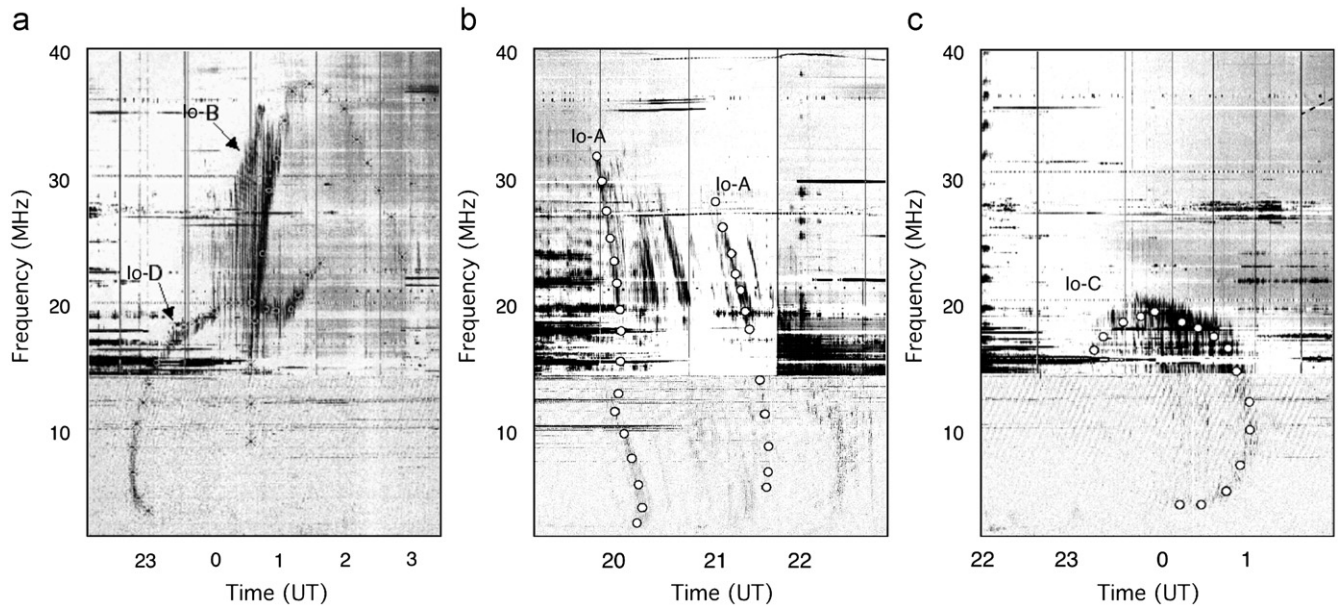 a
b
c
40
30
20
10
Frequency (MHz)
Io-B
Io-D
23 0 1 2 3
Time (UT)
40
30
20
10
Frequency (MHz)
Io-A
Io-A
20 21 22
Time (UT)
40
30
20
10
Frequency (MHz)
Io-C
22 23 0 1
Time (UT)